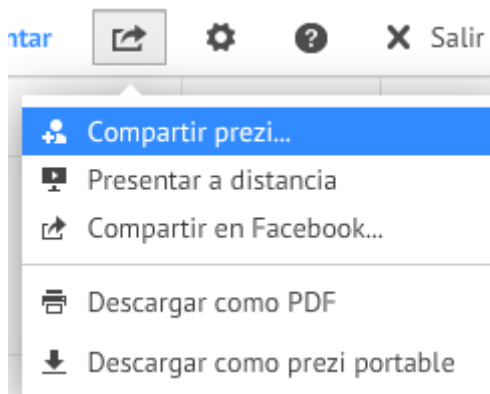 ntar ? Salir
Compartir prezi...
Presentar a distancia
Compartir en Facebook...
Descargar como PDF
Descargar como prezi portable